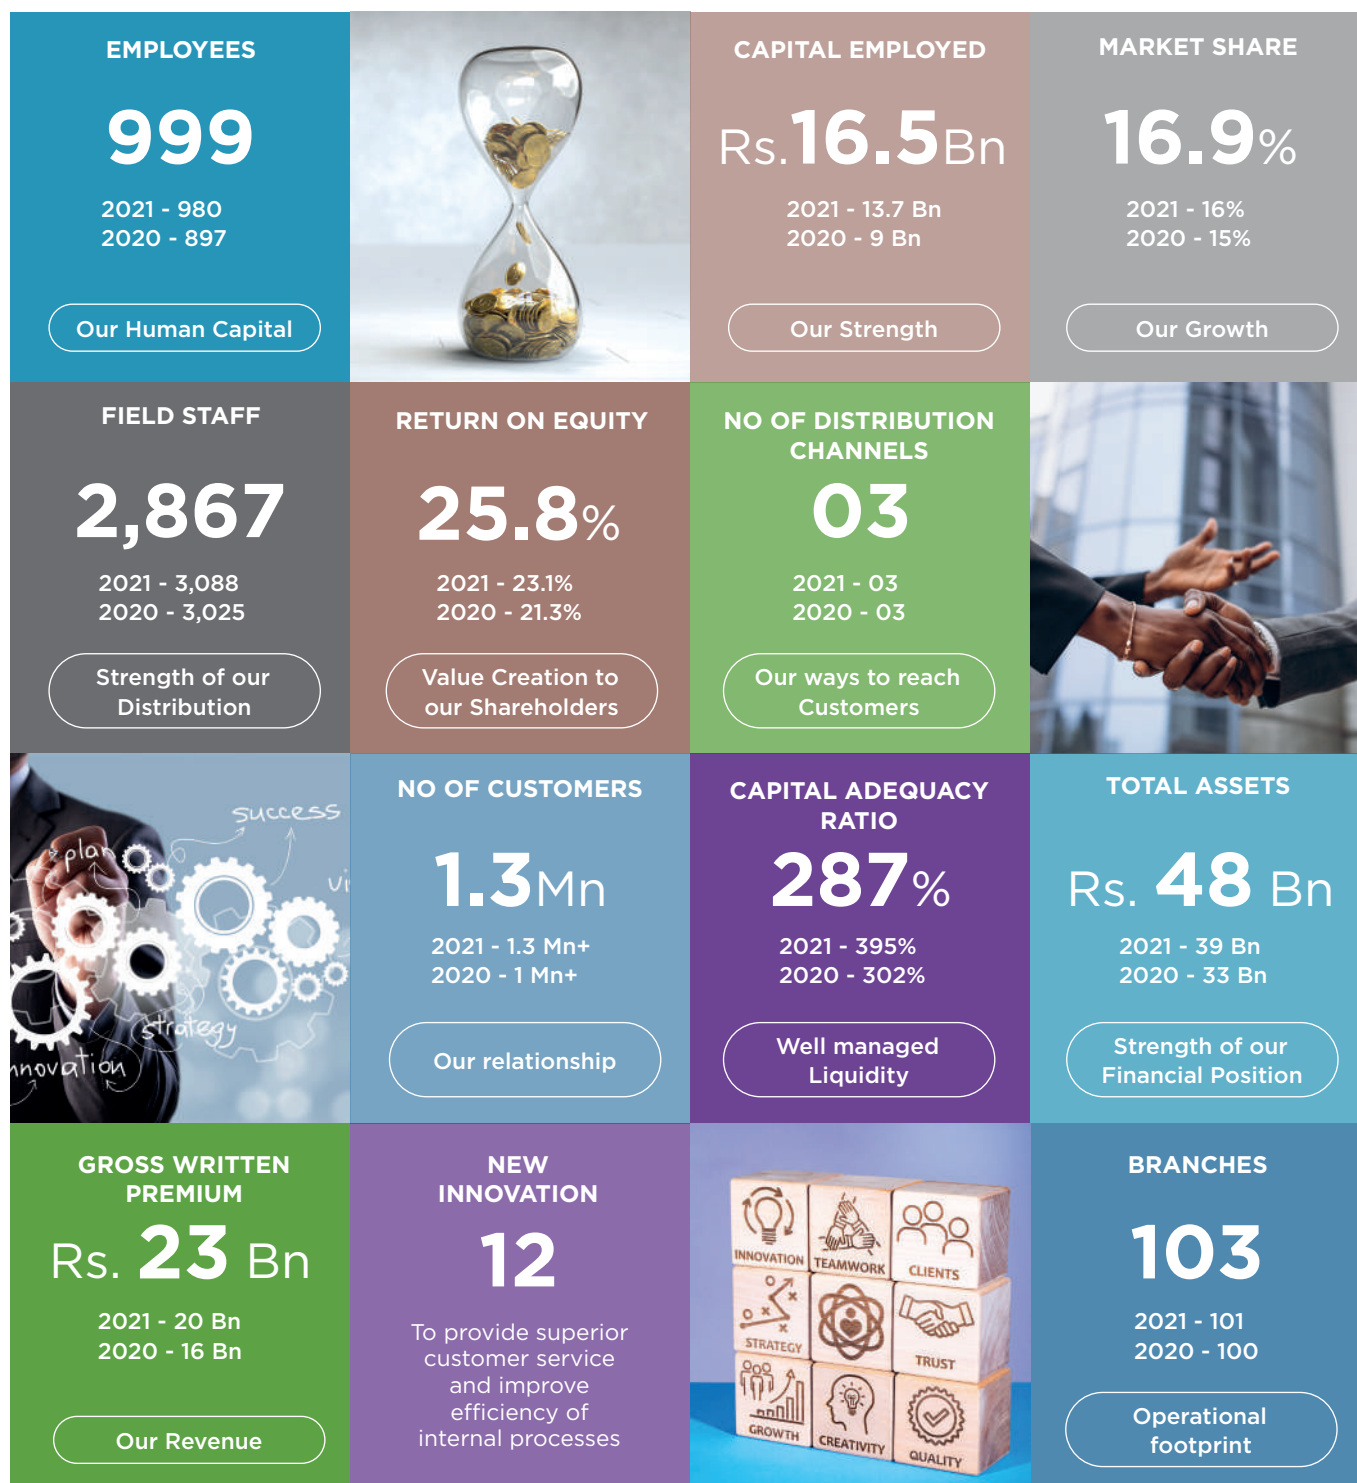 EMPLOYEES
999
2021 - 980
2020 - 897
Our Human Capital
CAPITAL EMPLOYED
Rs.16.5Bn
2021 - 13.7 Bn
2020 - 9 Bn
Our Strength
MARKET SHARE
16.9%
2021 - 16%
2020 - 15%
Our Growth
FIELD STAFF
2,867
2021 - 3,088
2020 - 3,025
Strength of our
Distribution
RETURN ON EQUITY
25.8%
2021 - 23.1%
2020 - 21.3%
Value Creation to
our Shareholders
NO OF DISTRIBUTION
CHANNELS
03
2021 - 03
2020 - 03
Our ways to reach
Customers
success
plan
strategy
NO OF CUSTOMERS
1.3Mn
2021 - 1.3 Mn+
2020 - 1 Mn+
Our relationship
CAPITAL ADEQUACY
RATIO
287%
2021 - 395%
2020 - 302%
Well managed
Liquidity
TOTAL ASSETS
Rs. 48 Bn
2021 - 39 Bn
2020 - 33 Bn
Strength of our
Financial Position
GROSS WRITTEN
PREMIUM
Rs. 23 Bn
2021 - 20 Bn
2020 - 16 Bn
Our Revenue
NEW
INNOVATION
12
To provide superior
customer service
and improve
efficiency of
internal processes
INNOVATION TEAMWORK CLIENTS
STRATEGY TRUST
GROWTH CREATIVITY QUALITY
BRANCHES
103
2021 - 101
2020 - 100
Operational
footprint